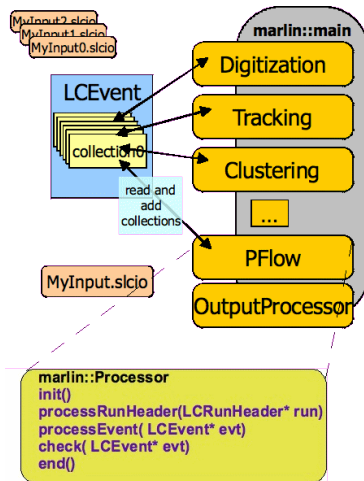 MyInput2.slcio
MyInput1.slcio
MyInput0.slcio
marlin::main
LCEvent
collection0
read and
add
collections
Digitization
Tracking
Clustering
...
PFlow
OutputProcessor
MyInput.slcio
marlin::Processor
init()
processRunHeader(LCRunHeader* run)
processEvent( LCEvent* evt)
check( LCEvent* evt)
end()